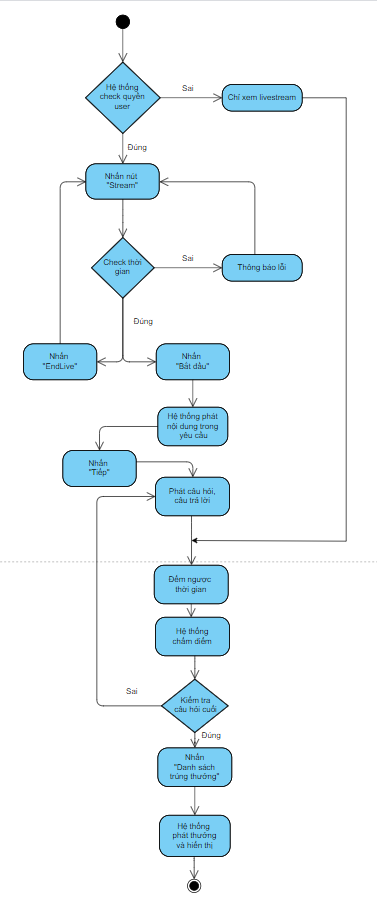 Hệ thống
check quyền
user
Sai
Chỉ xem livestream
Đúng
Nhấn nút
"Stream"
Check thời
gian
Sai
Thông báo lỗi
Đúng
Nhấn
"EndLive"
Nhấn
"Bắt đầu"
Hệ thống phát
nội dung trong
yêu cầu
Nhấn
"Tiếp"
Phát câu hỏi,
câu trả lời
Đếm ngược
thời gian
Hệ thống
chấm điểm
Sai
Kiểm tra
câu hỏi cuối
Đúng
Nhấn
"Danh sách
trúng thưởng"
Hệ thống
phát thưởng
và hiển thị